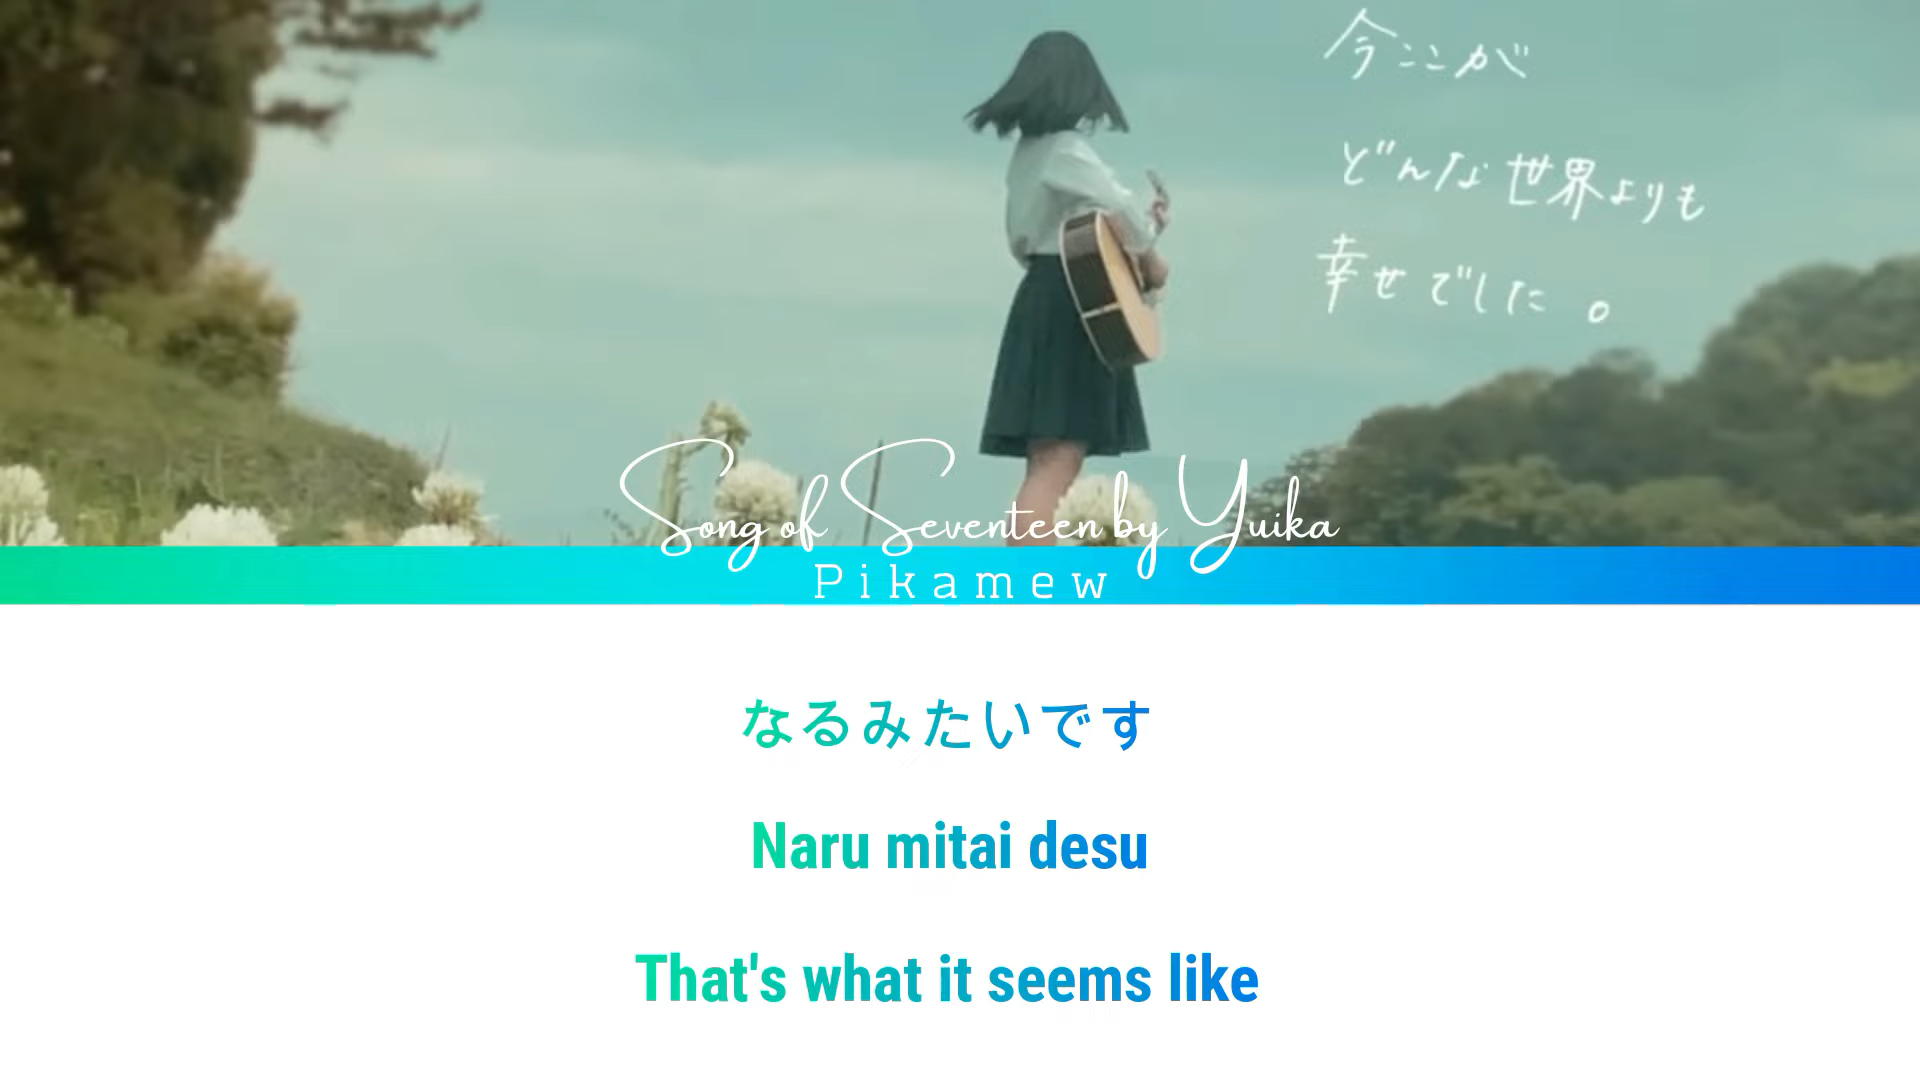 今ここが
どんな世界よりも
幸せでした。
Song of Seventeen by Yuika
Pikamew
なるみたいです
Naru mitai desu
That's what it seems like